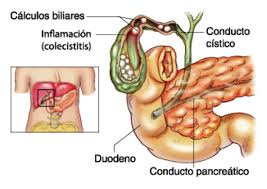 Cálculos biliares
Inflamación
(colecistitis)
Conducto
cístico
Duodeno
Conducto pancreático